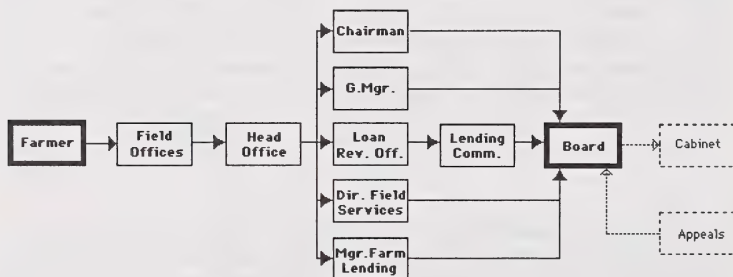 Chairman
G.Mgr.
Farmer
Field
Offices
Head
Office
Loan
Rev. Off.
Lending
Comm.
Board
Cabinet
Dir. Field
Services
Appeals
Mgr.Farm
Lending